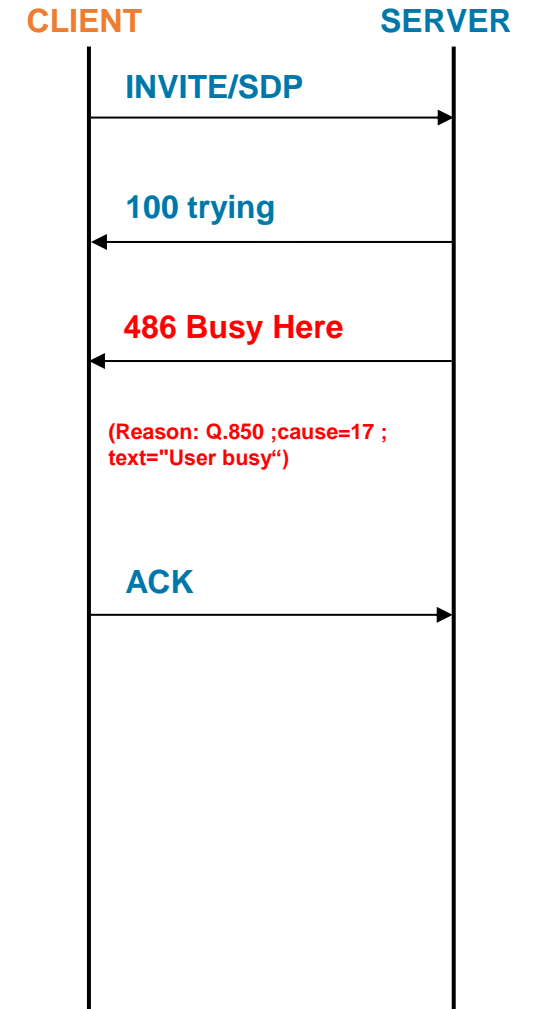 CLIENT SERVER
INVITE/SDP
100 trying
486 Busy Here
(Reason: Q.850 ;cause=17 ;
text="User busy“)
ACK